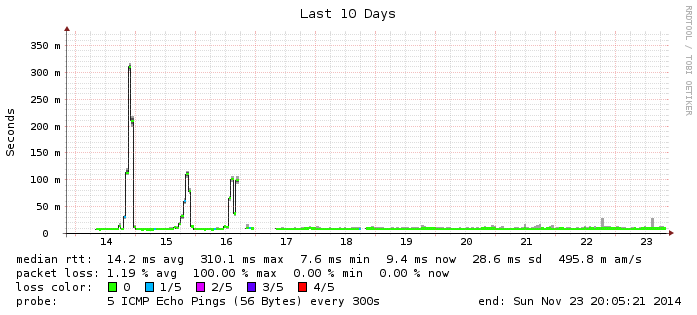 Last 10 Days
RRDTOOL / TOBI OETIKER
Seconds
350 m
300 m
250 m
200 m
150 m
100 m
50 m
0
14 15 16 17 18 19 20 21 22 23
median rtt: 14.2 ms avg 310.1 ms max 7.6 ms min 9.4 ms now 28.6 ms sd 495.8 m am/s
packet loss: 1.19 % avg 100.00 % max 0.00 % min 0.00 % now
loss color: 0 1/5 2/5 3/5 4/5
probe: 5 ICMP Echo Pings (56 Bytes) every 300s end: Sun Nov 23 20:05:21 2014